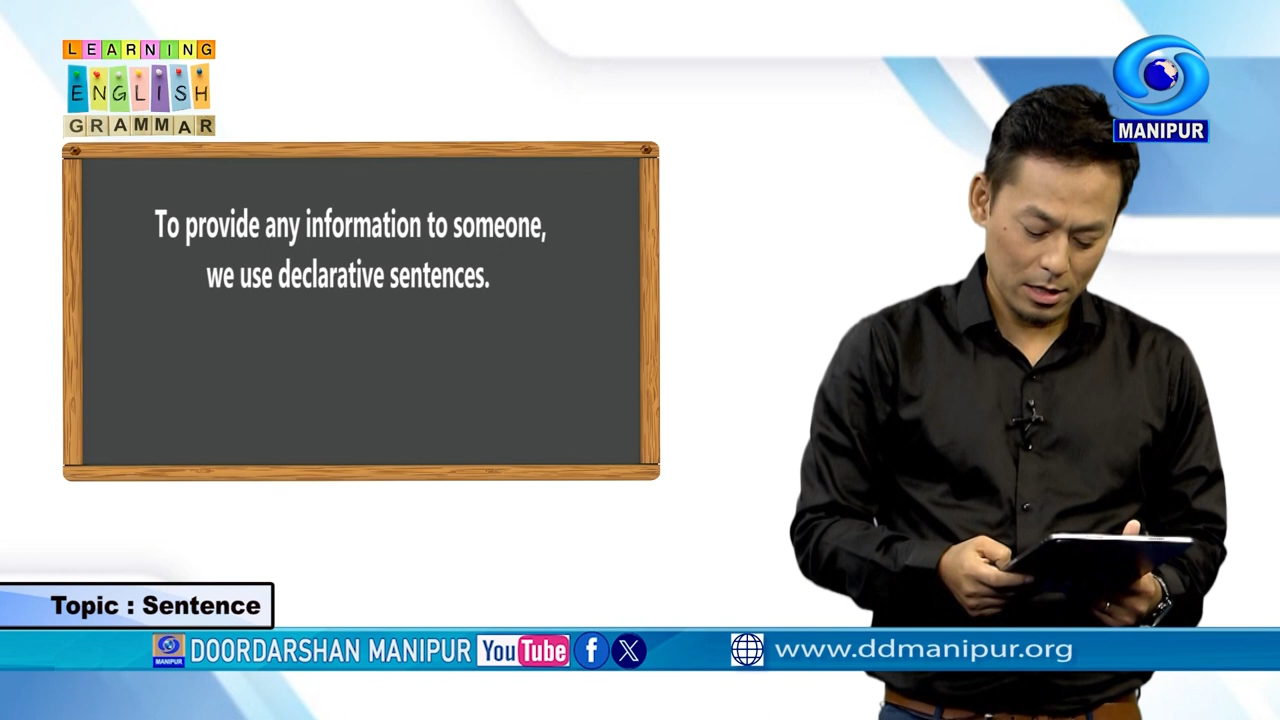 LEARNING
ENGLISH
GRAMMAR
MANIPUR
To provide any information to someone,
we use declarative sentences.
Topic : Sentence
MANIPUR
DOORDARSHAN MANIPUR
YouTube
f
X
www.ddmanipur.org